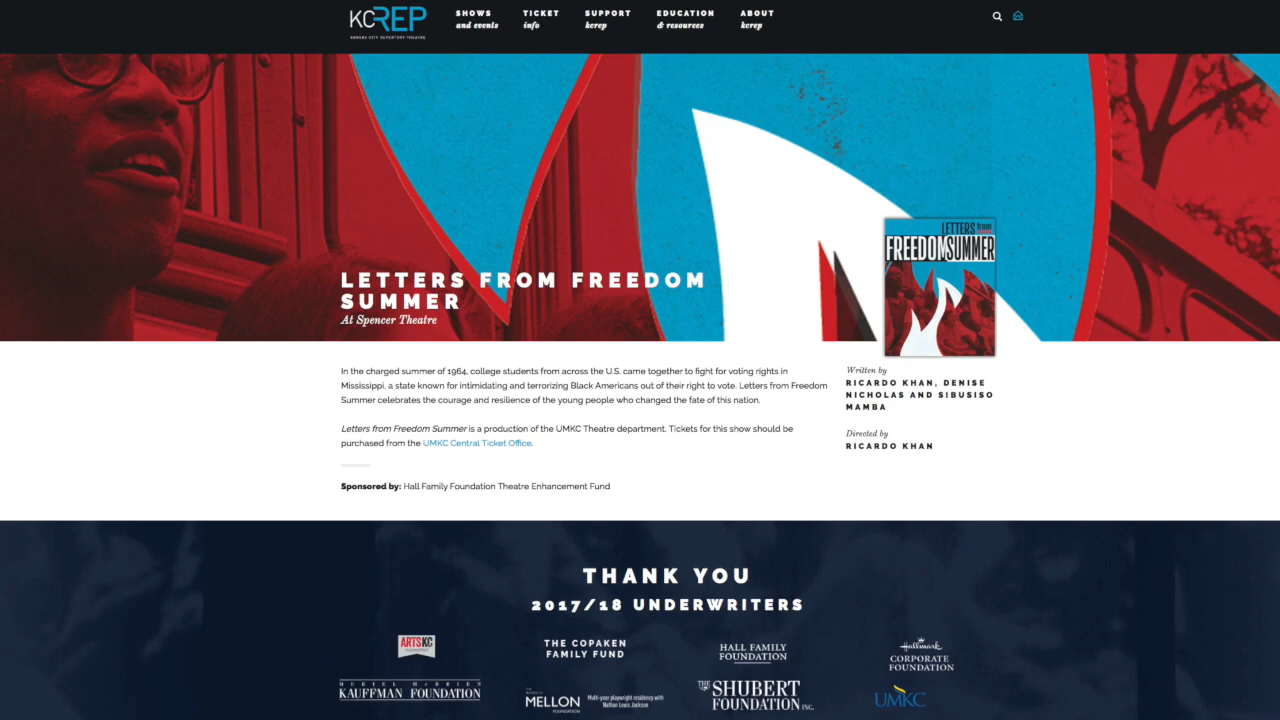 KCREP
KANSAS CITY REPERTORY THEATRE
SHOWS
and events
TICKET
info
SUPPORT
kcrep
EDUCATION
& resources
ABOUT
kcrep
LETTERS from
FREEDOM SUMMER
LETTERS FROM FREEDOM
SUMMER
At Spencer Theatre
In the charged summer of 1964, college students from across the U.S. came together to fight for voting rights in
Mississippi, a state known for intimidating and terrorizing Black Americans out of their right to vote. Letters from Freedom
Summer celebrates the courage and resilience of the young people who changed the fate of this nation.
Letters from Freedom Summer is a production of the UMKC Theatre department. Tickets for this show should be
purchased from the UMKC Central Ticket Office.
Sponsored by: Hall Family Foundation Theatre Enhancement Fund
Written by
RICARDO KHAN, DENISE
NICHOLAS AND SIBUSISO
MAMBA
Directed by
RICARDO KHAN
THANK YOU
2017/18 UNDERWRITERS
ARTSKC
THE COPAKEN
FAMILY FUND
HALL FAMILY
FOUNDATION
Hallmark
CORPORATE
FOUNDATION
MURIEL McBRIEN
KAUFFMAN FOUNDATION
MELLON
FOUNDATION
Multi-year playwright residency with
Nathan Louis Jackson
THE SHUBERT
FOUNDATION INC.
UMKC